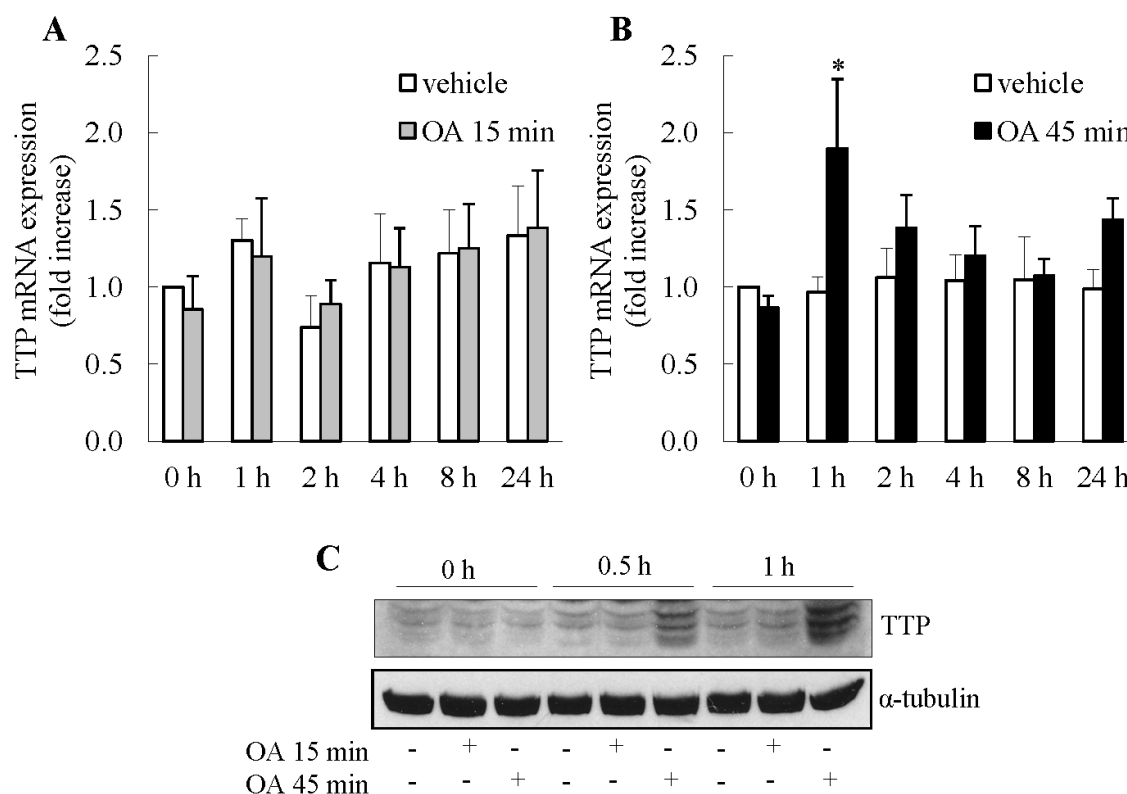 A
TTP mRNA expression
(fold increase)
2.5
2.0
1.5
1.0
0.5
0.0
vehicle
OA 15 min
0 h 1 h 2 h 4 h 8 h 24 h
B
TTP mRNA expression
(fold increase)
2.5
2.0
1.5
1.0
0.5
0.0
*
vehicle
OA 45 min
0 h 1 h 2 h 4 h 8 h 24 h
C
0 h 0.5 h 1 h
TTP
α-tubulin
OA 15 min - + - - + - - + -
OA 45 min - - + - - + - - +